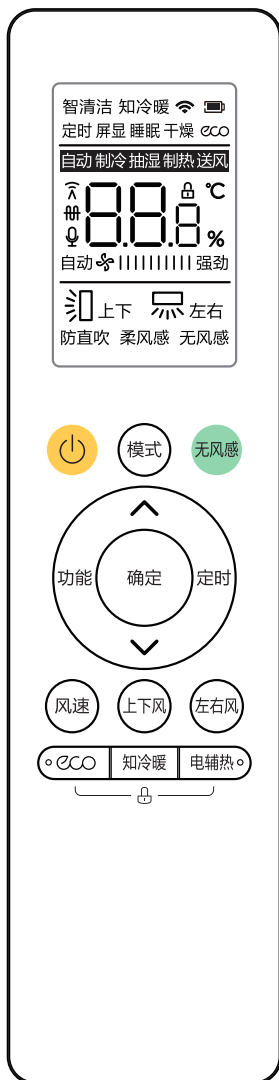 智清洁 知冷暖
定时 屏显 睡眠 干燥 eco
自动 制冷 抽湿 制热 送风
88.8 ℃
%
自动 强劲
上下 左右
防直吹 柔风感 无风感
模式 无风感
功能 确定 定时
风速 上下风 左右风
eco 知冷暖 电辅热